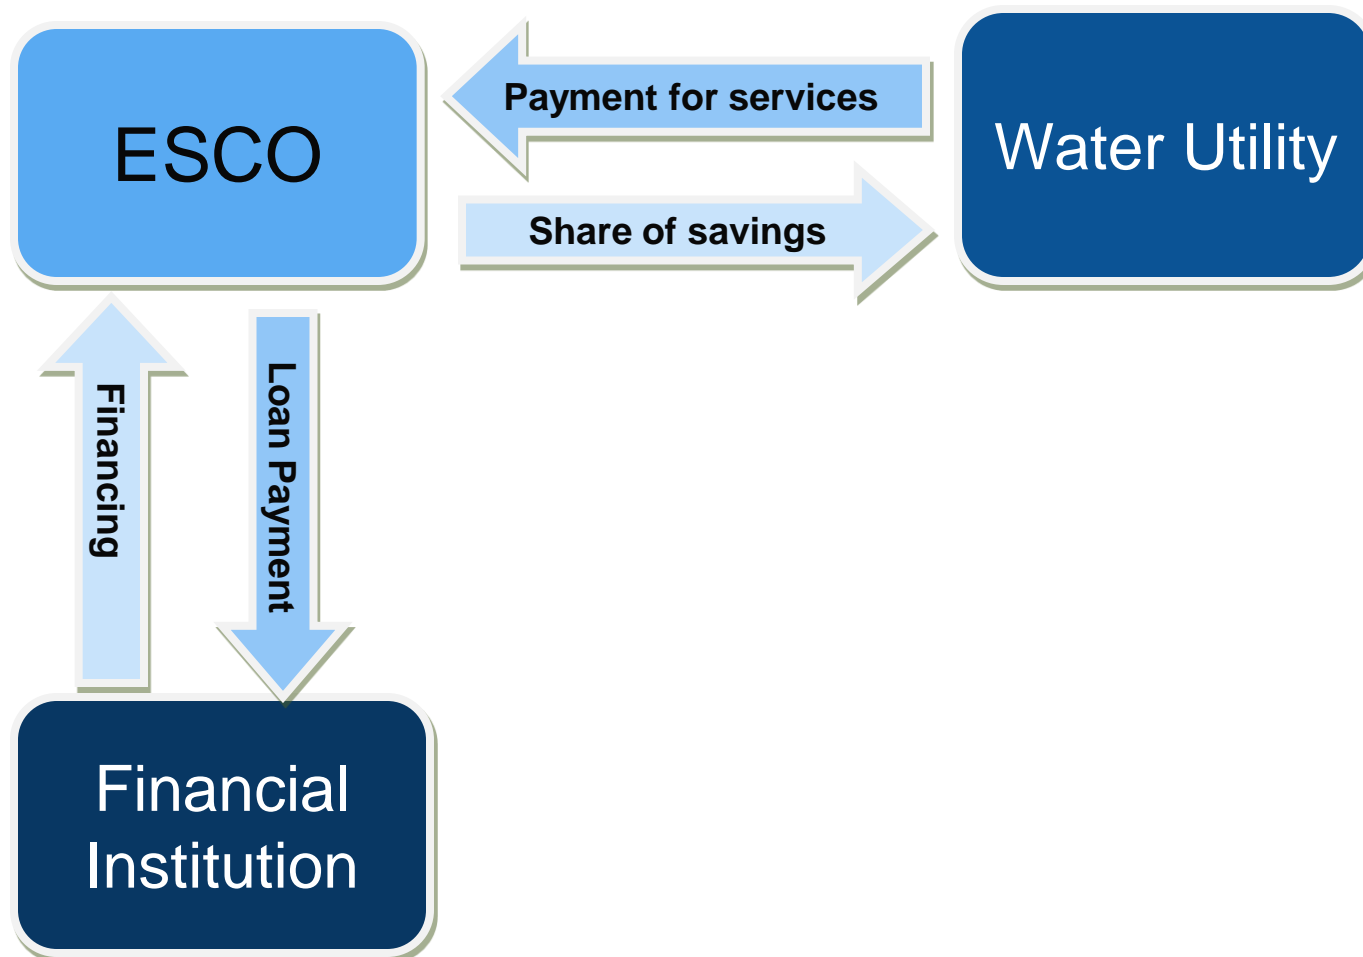 ESCO
Payment for services
Water Utility
Share of savings
Financing
Loan Payment
Financial
Institution